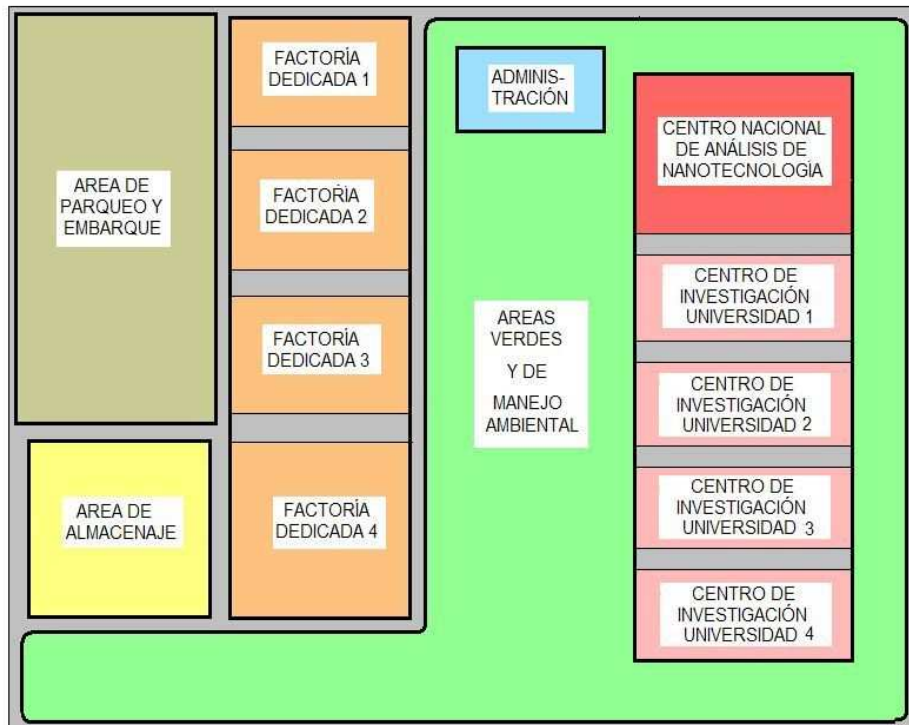 AREA DE
PARQUEO Y
EMBARQUE
AREA DE
ALMACENAJE
FACTORÍA
DEDICADA 1
FACTORÍA
DEDICADA 2
FACTORÍA
DEDICADA 3
FACTORÍA
DEDICADA 4
ADMINIS-
TRACIÓN
AREAS
VERDES
Y DE
MANEJO
AMBIENTAL
CENTRO NACIONAL
DE ANÁLISIS DE
NANOTECNOLOGÍA
CENTRO DE
INVESTIGACIÓN
UNIVERSIDAD 1
CENTRO DE
INVESTIGACIÓN
UNIVERSIDAD 2
CENTRO DE
INVESTIGACIÓN
UNIVERSIDAD 3
CENTRO DE
INVESTIGACIÓN
UNIVERSIDAD 4